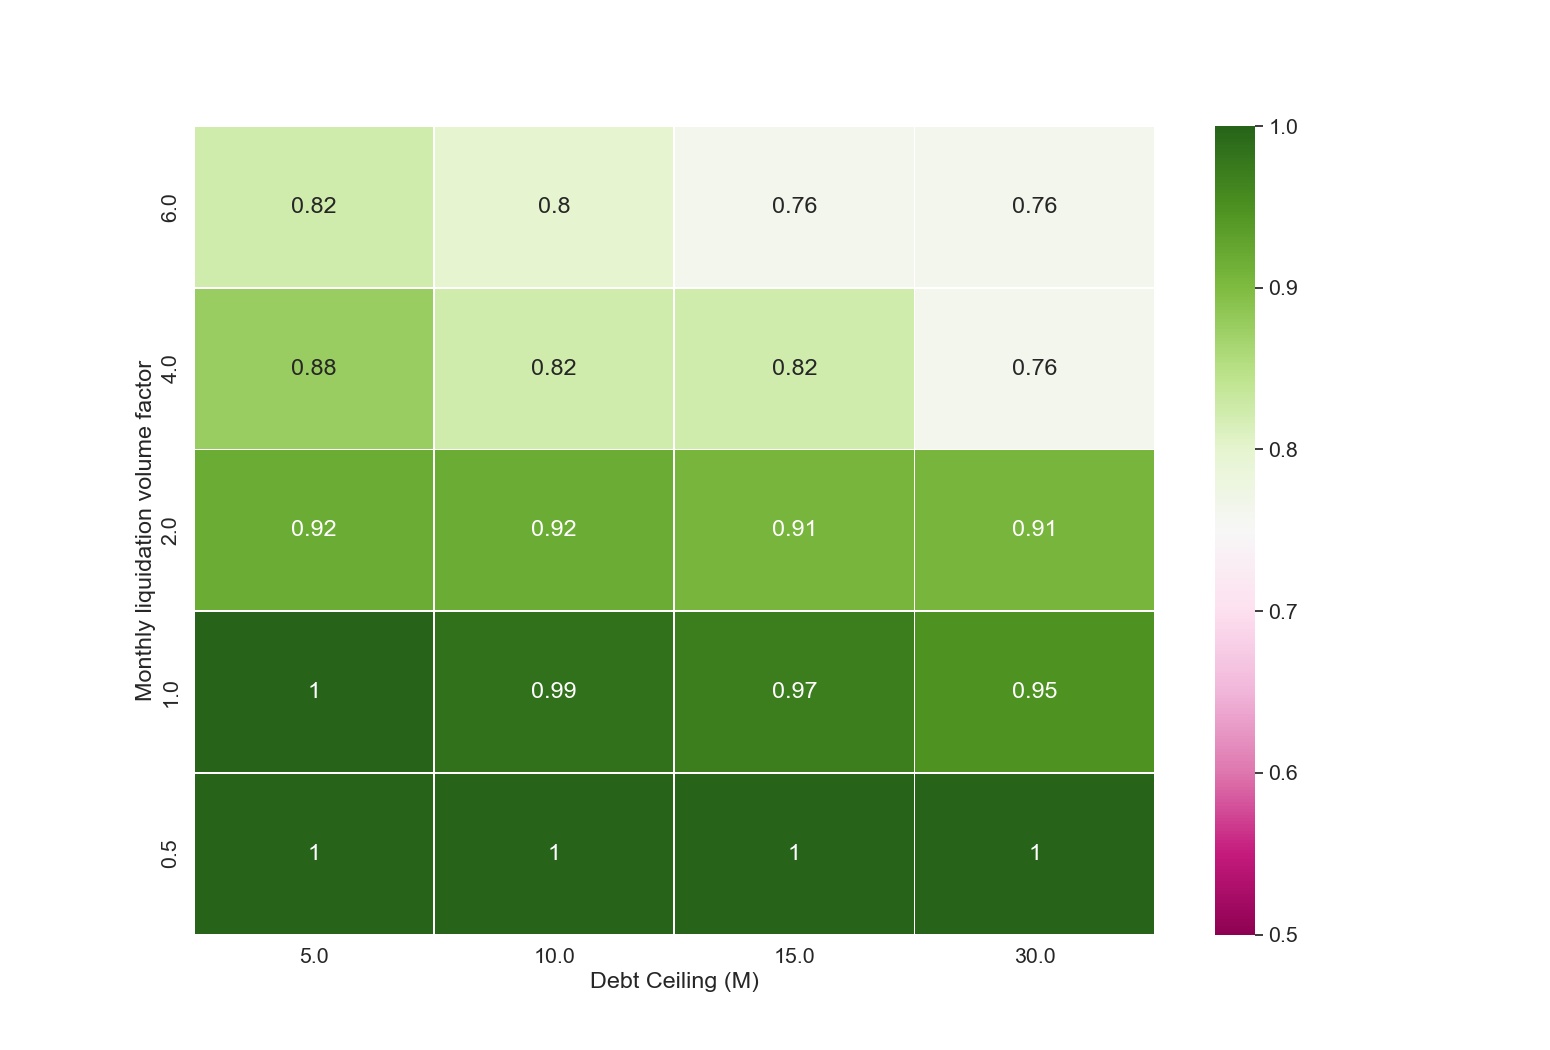 6.0 0.82 0.8 0.76 0.76
4.0 0.88 0.82 0.82 0.76
2.0 0.92 0.92 0.91 0.91
1.0 1 0.99 0.97 0.95
0.5 1 1 1 1
5.0 10.0 15.0 30.0
Debt Ceiling (M)
Monthly liquidation volume factor
1.0
0.9
0.8
0.7
0.6
0.5